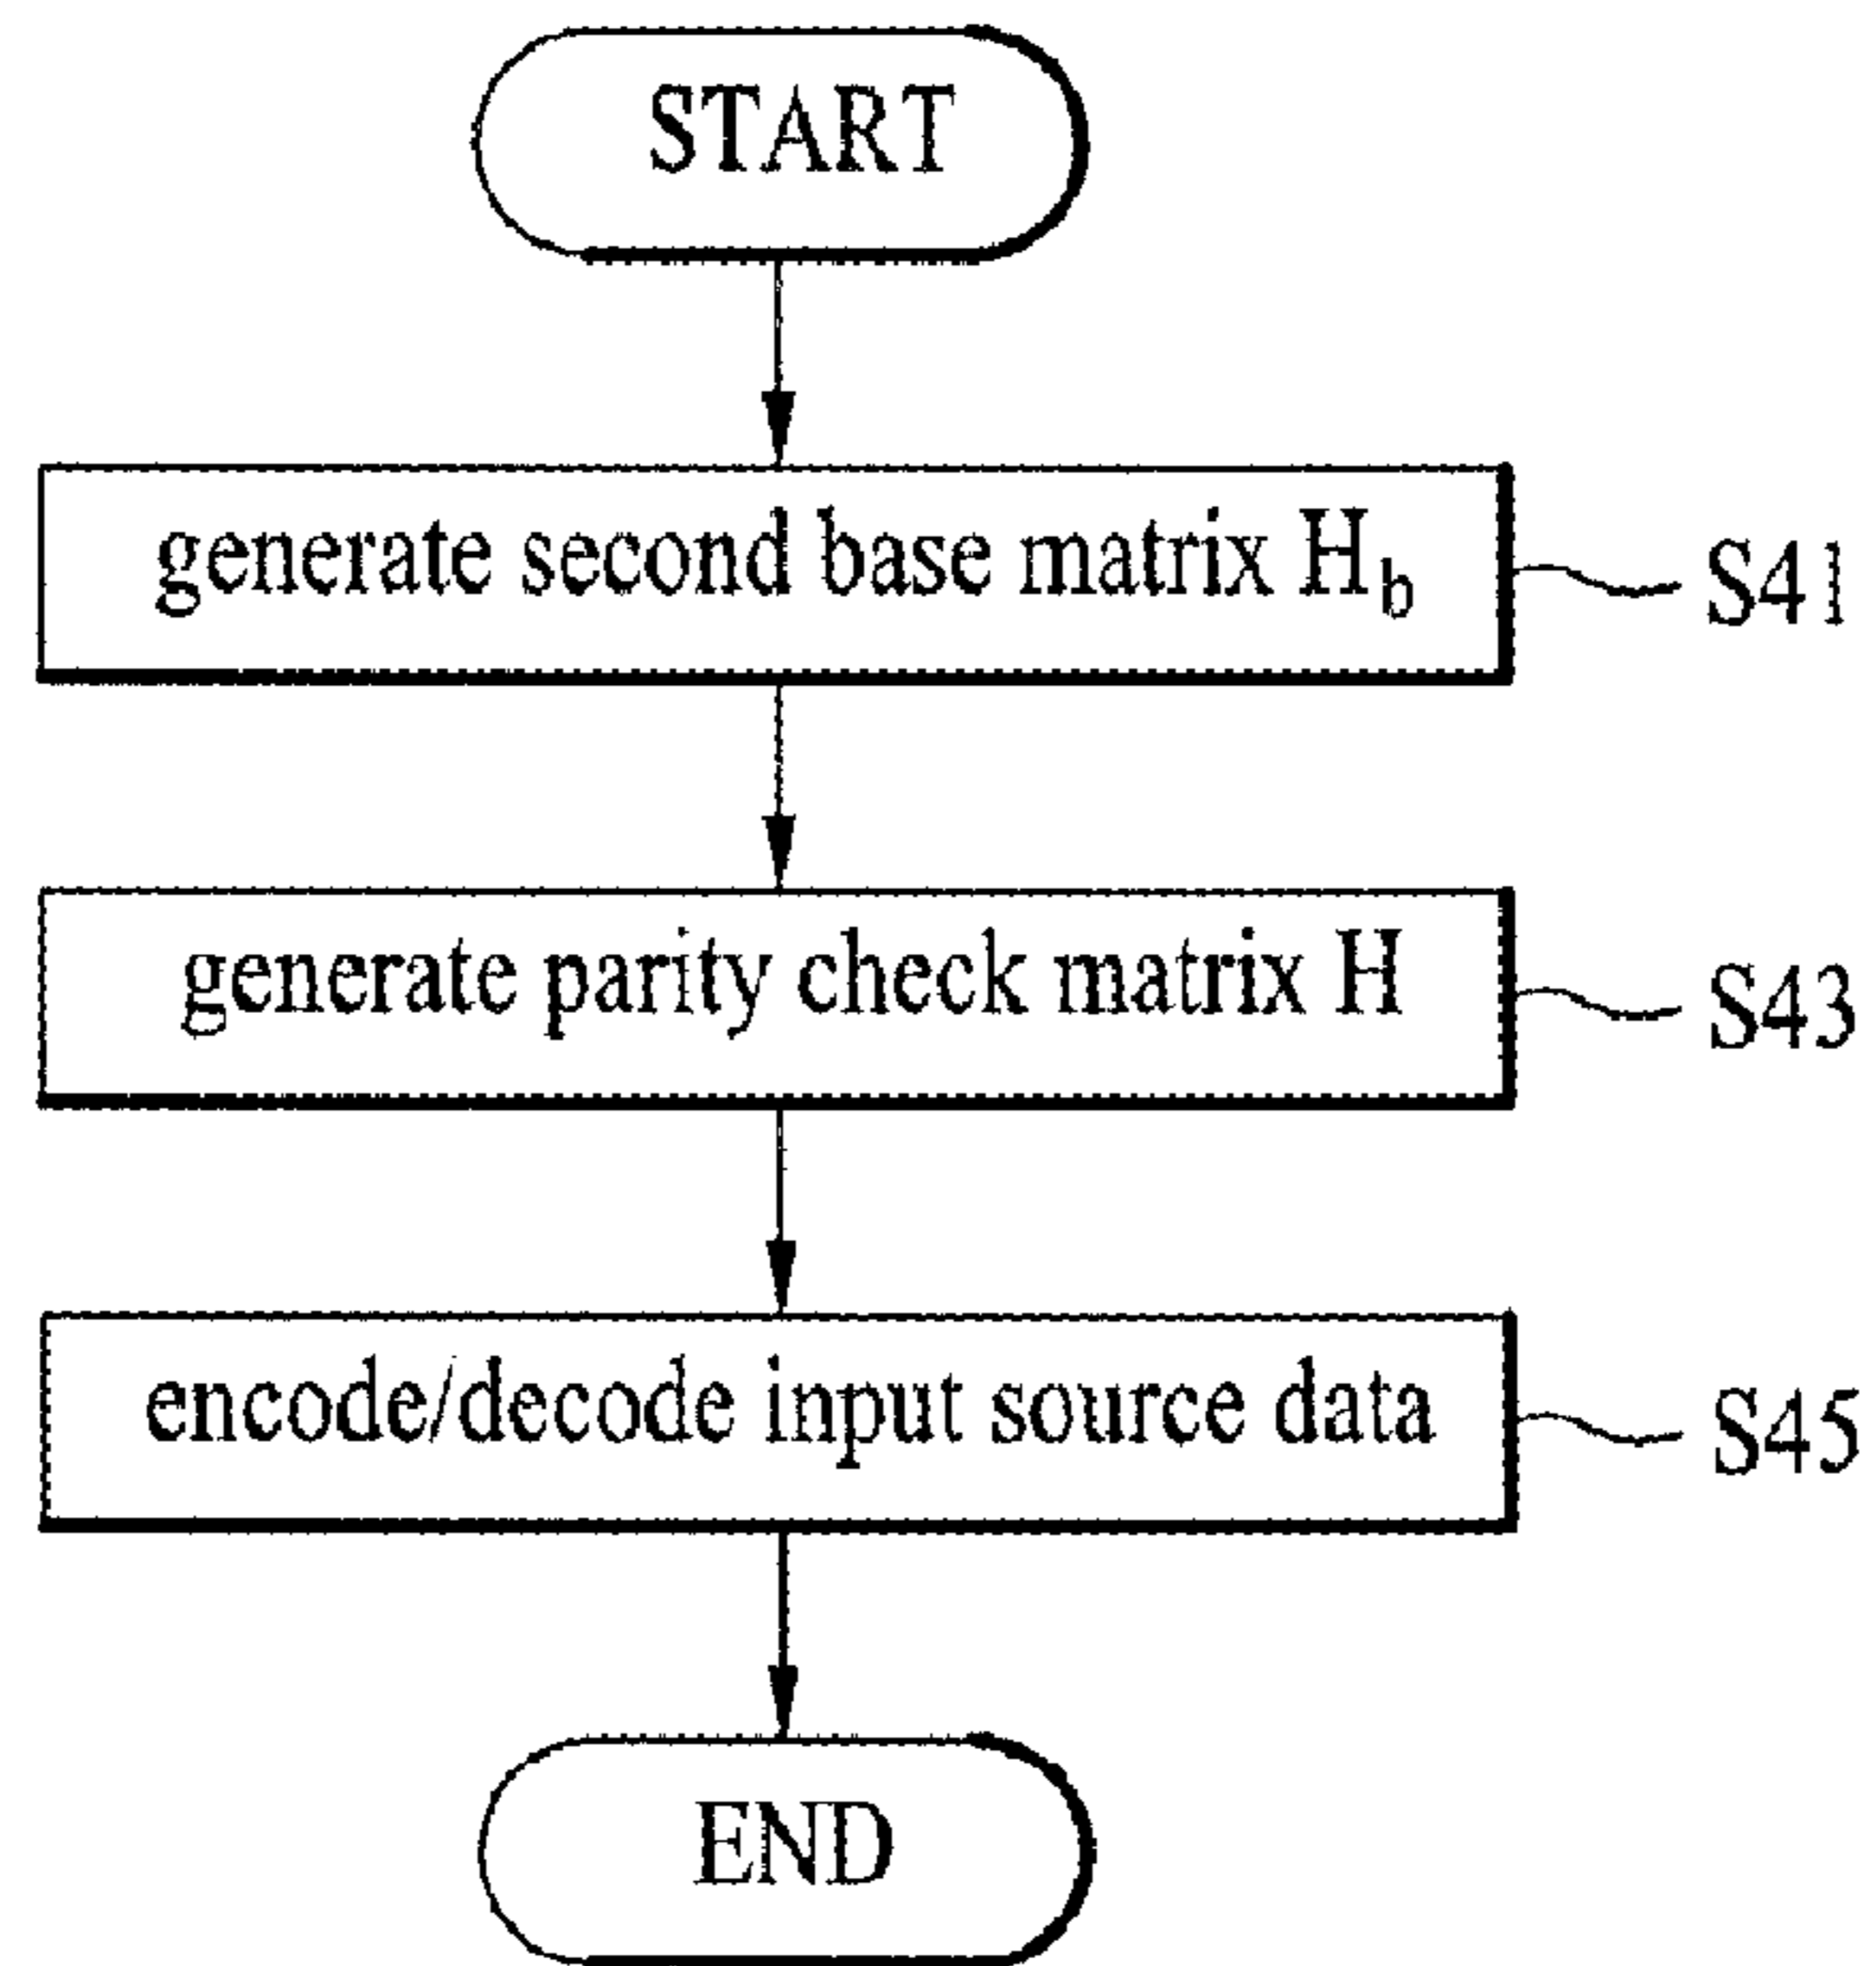 START
generate second base matrix H_b
S41
generate parity check matrix H
S43
encode/decode input source data
S45
END